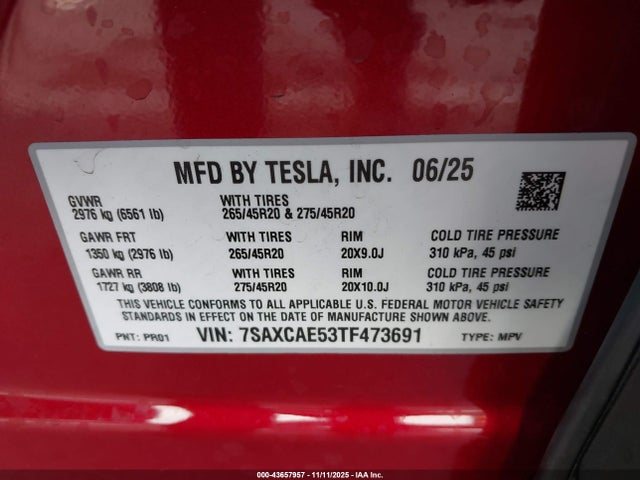 MFD BY TESLA, INC. 06/25
GVWR WITH TIRES
2976 kg (6561 lb) 265/45R20 & 275/45R20
GAWR FRT WITH TIRES RIM COLD TIRE PRESSURE
1350 kg (2976 lb) 265/45R20 20X9.0J 310 kPa, 45 psi
GAWR RR WITH TIRES RIM COLD TIRE PRESSURE
1727 kg (3808 lb) 275/45R20 20X10.0J 310 kPa, 45 psi
THIS VEHICLE CONFORMS TO ALL APPLICABLE U.S. FEDERAL MOTOR VEHICLE SAFETY
STANDARDS IN EFFECT ON THE DATE OF MANUFACTURE SHOWN ABOVE.
PNT: PR01 VIN: 7SAXCAE53TF473691 TYPE: MPV
000-43657957 - 11/11/2025 - IAA Inc.